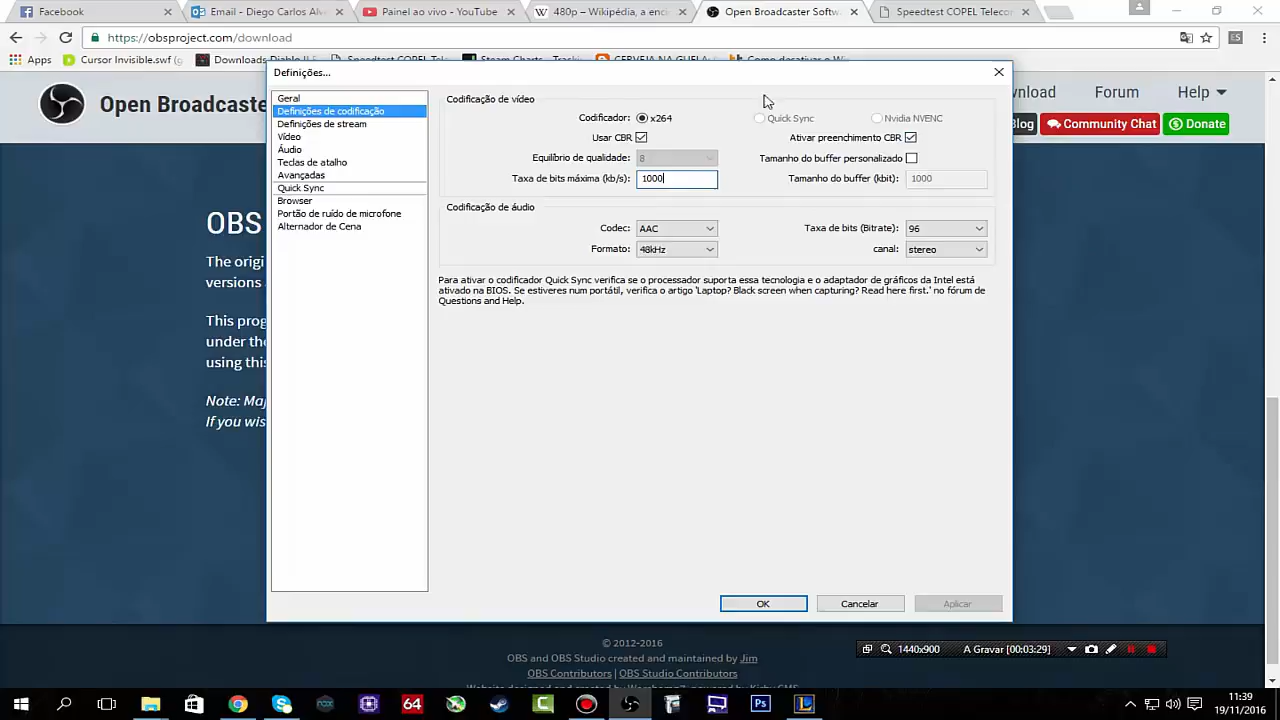 Facebook
Email - Diego Carlos Alv
Painel ao vivo - YouTube
480p – Wikipédia, a enci
Open Broadcaster Softw
Speedtest COPEL Telecom
https://obsproject.com/download
ES
Apps
Cursor Invisible.swf (g
Downloads
Como desativar o
Open Broadcaste
wnload
Forum
Help
Blog
Community Chat
Donate
OBS
The origi
versions
This prog
under the
using this
Note: Maj
If you wis
Definições...
Geral
Definições de codificação
Definições de stream
Vídeo
Áudio
Teclas de atalho
Avançadas
Quick Sync
Browser
Portão de ruído de microfone
Alternador de Cena
Codificação de vídeo
Codificador:
x264
Quick Sync
Nvidia NVENC
Usar CBR
Ativar preenchimento CBR
Equilíbrio de qualidade:
8
Tamanho do buffer personalizado
Taxa de bits máxima (kb/s):
1000
Tamanho do buffer (kbit):
1000
Codificação de áudio
Codec:
AAC
Taxa de bits (Bitrate):
96
Formato:
48kHz
canal:
stereo
Para ativar o codificador Quick Sync verifica se o processador suporta essa tecnologia e o adaptador de gráficos da Intel está
ativado na BIOS. Se estiveres num portátil, verifica o artigo 'Laptop? Black screen when capturing? Read here first.' no fórum de
Questions and Help.
OK
Cancelar
Aplicar
© 2012-2016
OBS and OBS Studio created and maintained by Jim
OBS Contributors | OBS Studio Contributors
1440x900
A Gravar [00:03:29]
64
Ps
11:39
19/11/2016